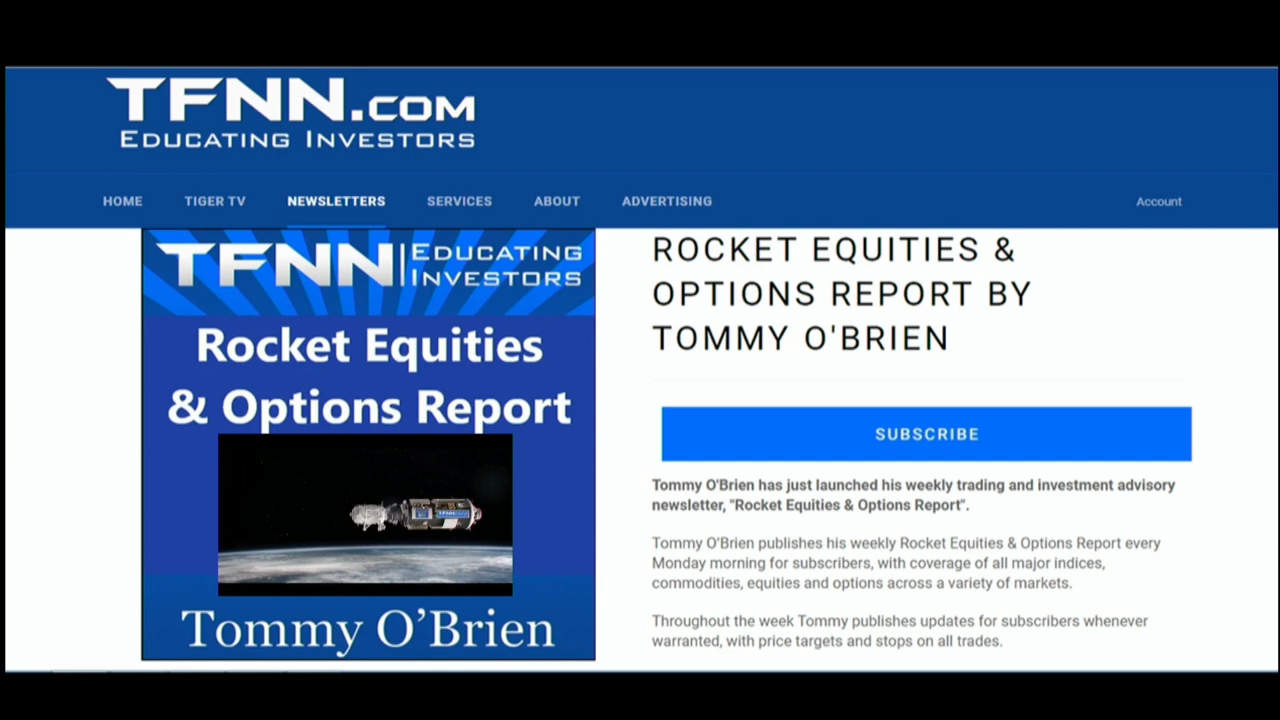 TFNN.COM
EDUCATING INVESTORS
HOME TIGER TV NEWSLETTERS SERVICES ABOUT ADVERTISING Account
TFNN EDUCATING
INVESTORS
Rocket Equities
& Options Report
Tommy O’Brien
ROCKET EQUITIES &
OPTIONS REPORT BY
TOMMY O'BRIEN
SUBSCRIBE
Tommy O'Brien has just launched his weekly trading and investment advisory
newsletter, "Rocket Equities & Options Report".
Tommy O'Brien publishes his weekly Rocket Equities & Options Report every
Monday morning for subscribers, with coverage of all major indices,
commodities, equities and options across a variety of markets.
Throughout the week Tommy publishes updates for subscribers whenever
warranted, with price targets and stops on all trades.